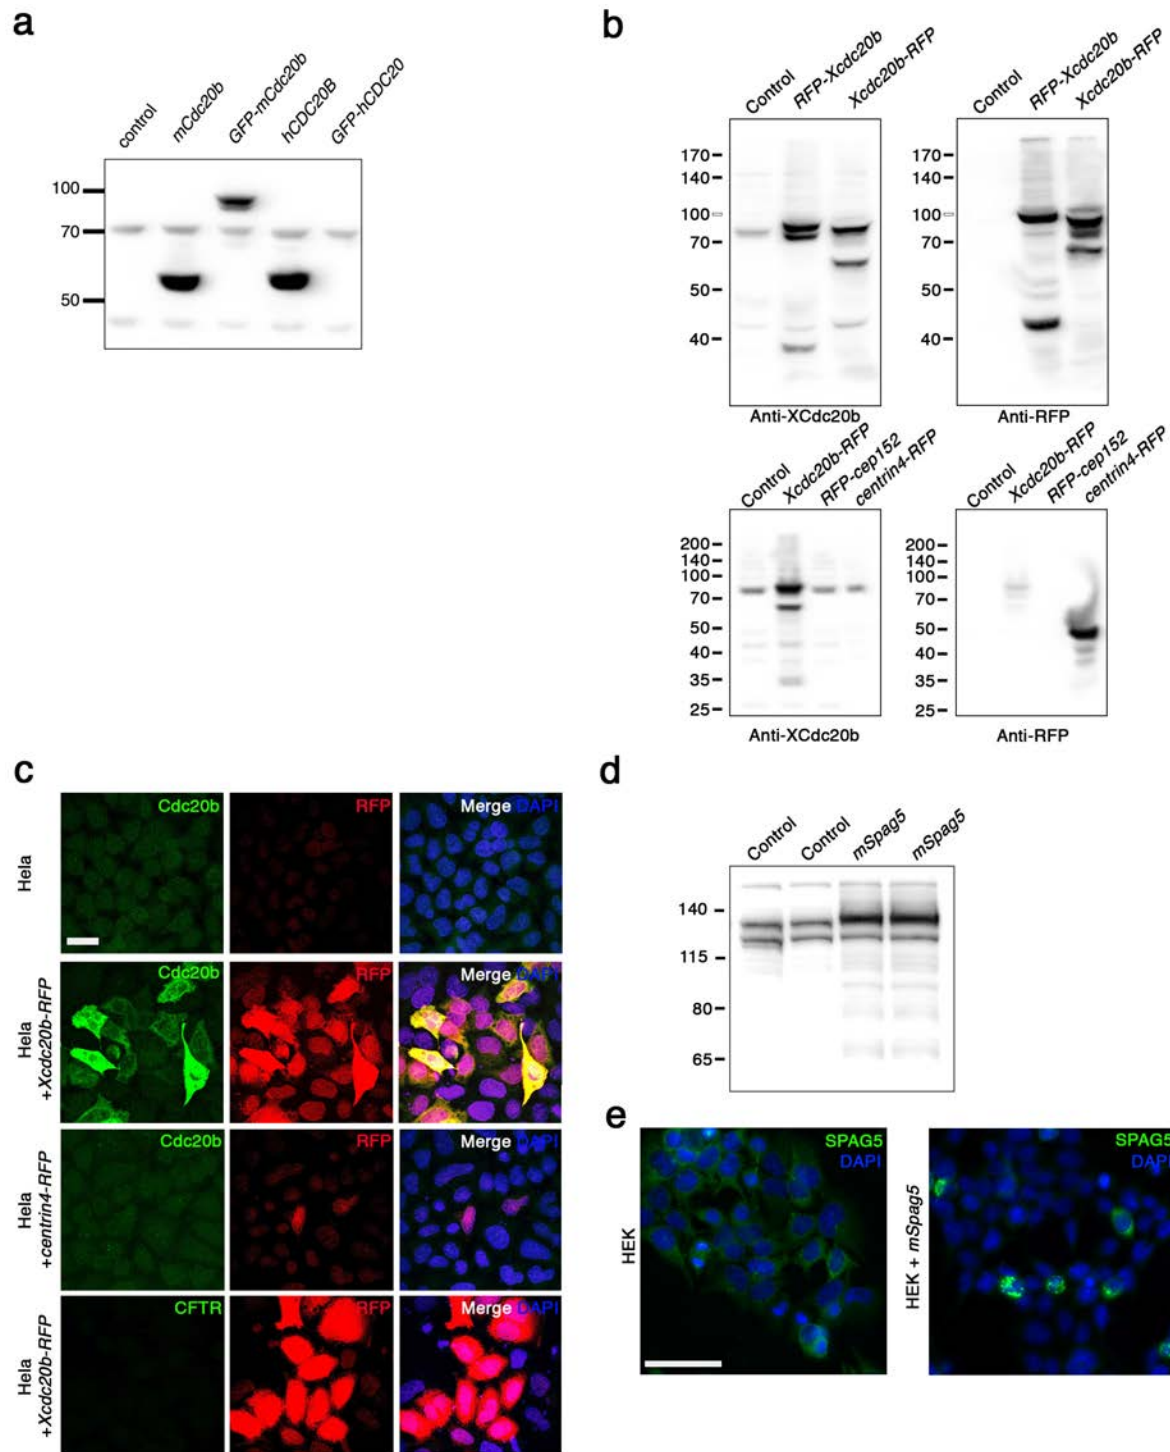 a
control
mCdc20b
GFP-mCdc20b
hCDC20B
GFP-hCDC20
100
70
50
b
Control
RFP-Xcdc20b
Xcdc20b-RFP
170
140
100
70
50
40
Anti-XCdc20b
Control
RFP-Xcdc20b
Xcdc20b-RFP
170
140
100
70
50
40
Anti-RFP
Control
Xcdc20b-RFP
RFP-cep152
centrin4-RFP
200
140
100
70
50
40
35
25
Anti-XCdc20b
Control
Xcdc20b-RFP
RFP-cep152
centrin4-RFP
200
140
100
70
50
40
35
25
Anti-RFP
c
Hela
Cdc20b
RFP
Merge DAPI
Hela
+Xcdc20b-RFP
Cdc20b
RFP
Merge DAPI
Hela
+centrin4-RFP
Cdc20b
RFP
Merge DAPI
Hela
+Xcdc20b-RFP
CFTR
RFP
Merge DAPI
d
Control
Control
mSpag5
mSpag5
140
115
80
65
e
HEK
SPAG5
DAPI
HEK + mSpag5
SPAG5
DAPI